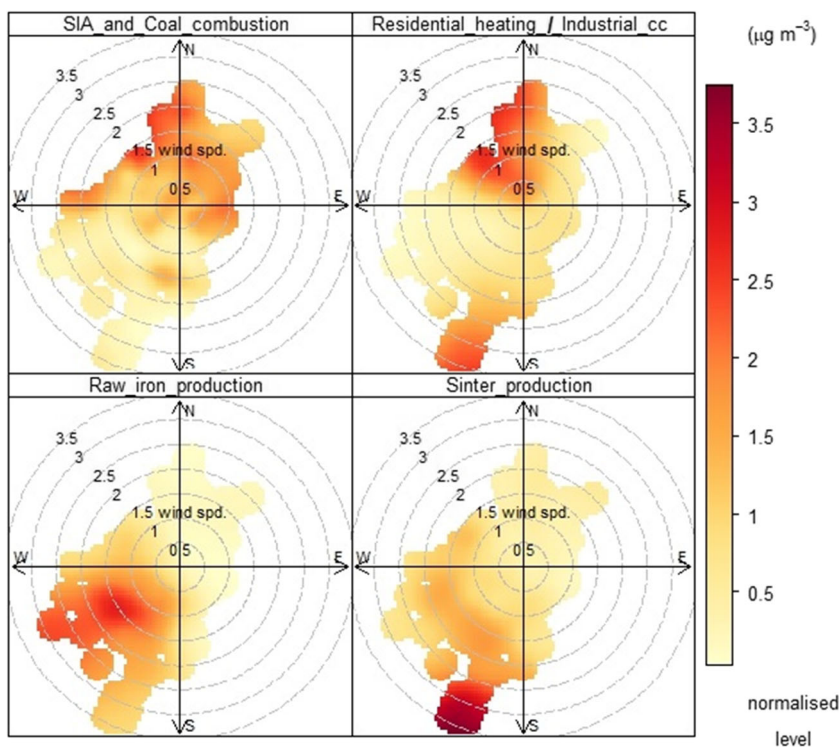 SIA_and_Coal_combustion
N
3.5
3
2.5
2
1.5 wind spd.
1
0.5
W
E
S
Residential_heating_/_Industrial_cc
N
3.5
3
2.5
2
1.5 wind spd.
1
0.5
W
E
S
(μg m⁻³)
3.5
3
2.5
2
1.5
1
0.5
normalised
level
Raw_iron_production
N
3.5
3
2.5
2
1.5 wind spd.
1
0.5
W
E
S
Sinter_production
N
3.5
3
2.5
2
1.5 wind spd.
1
0.5
W
E
S